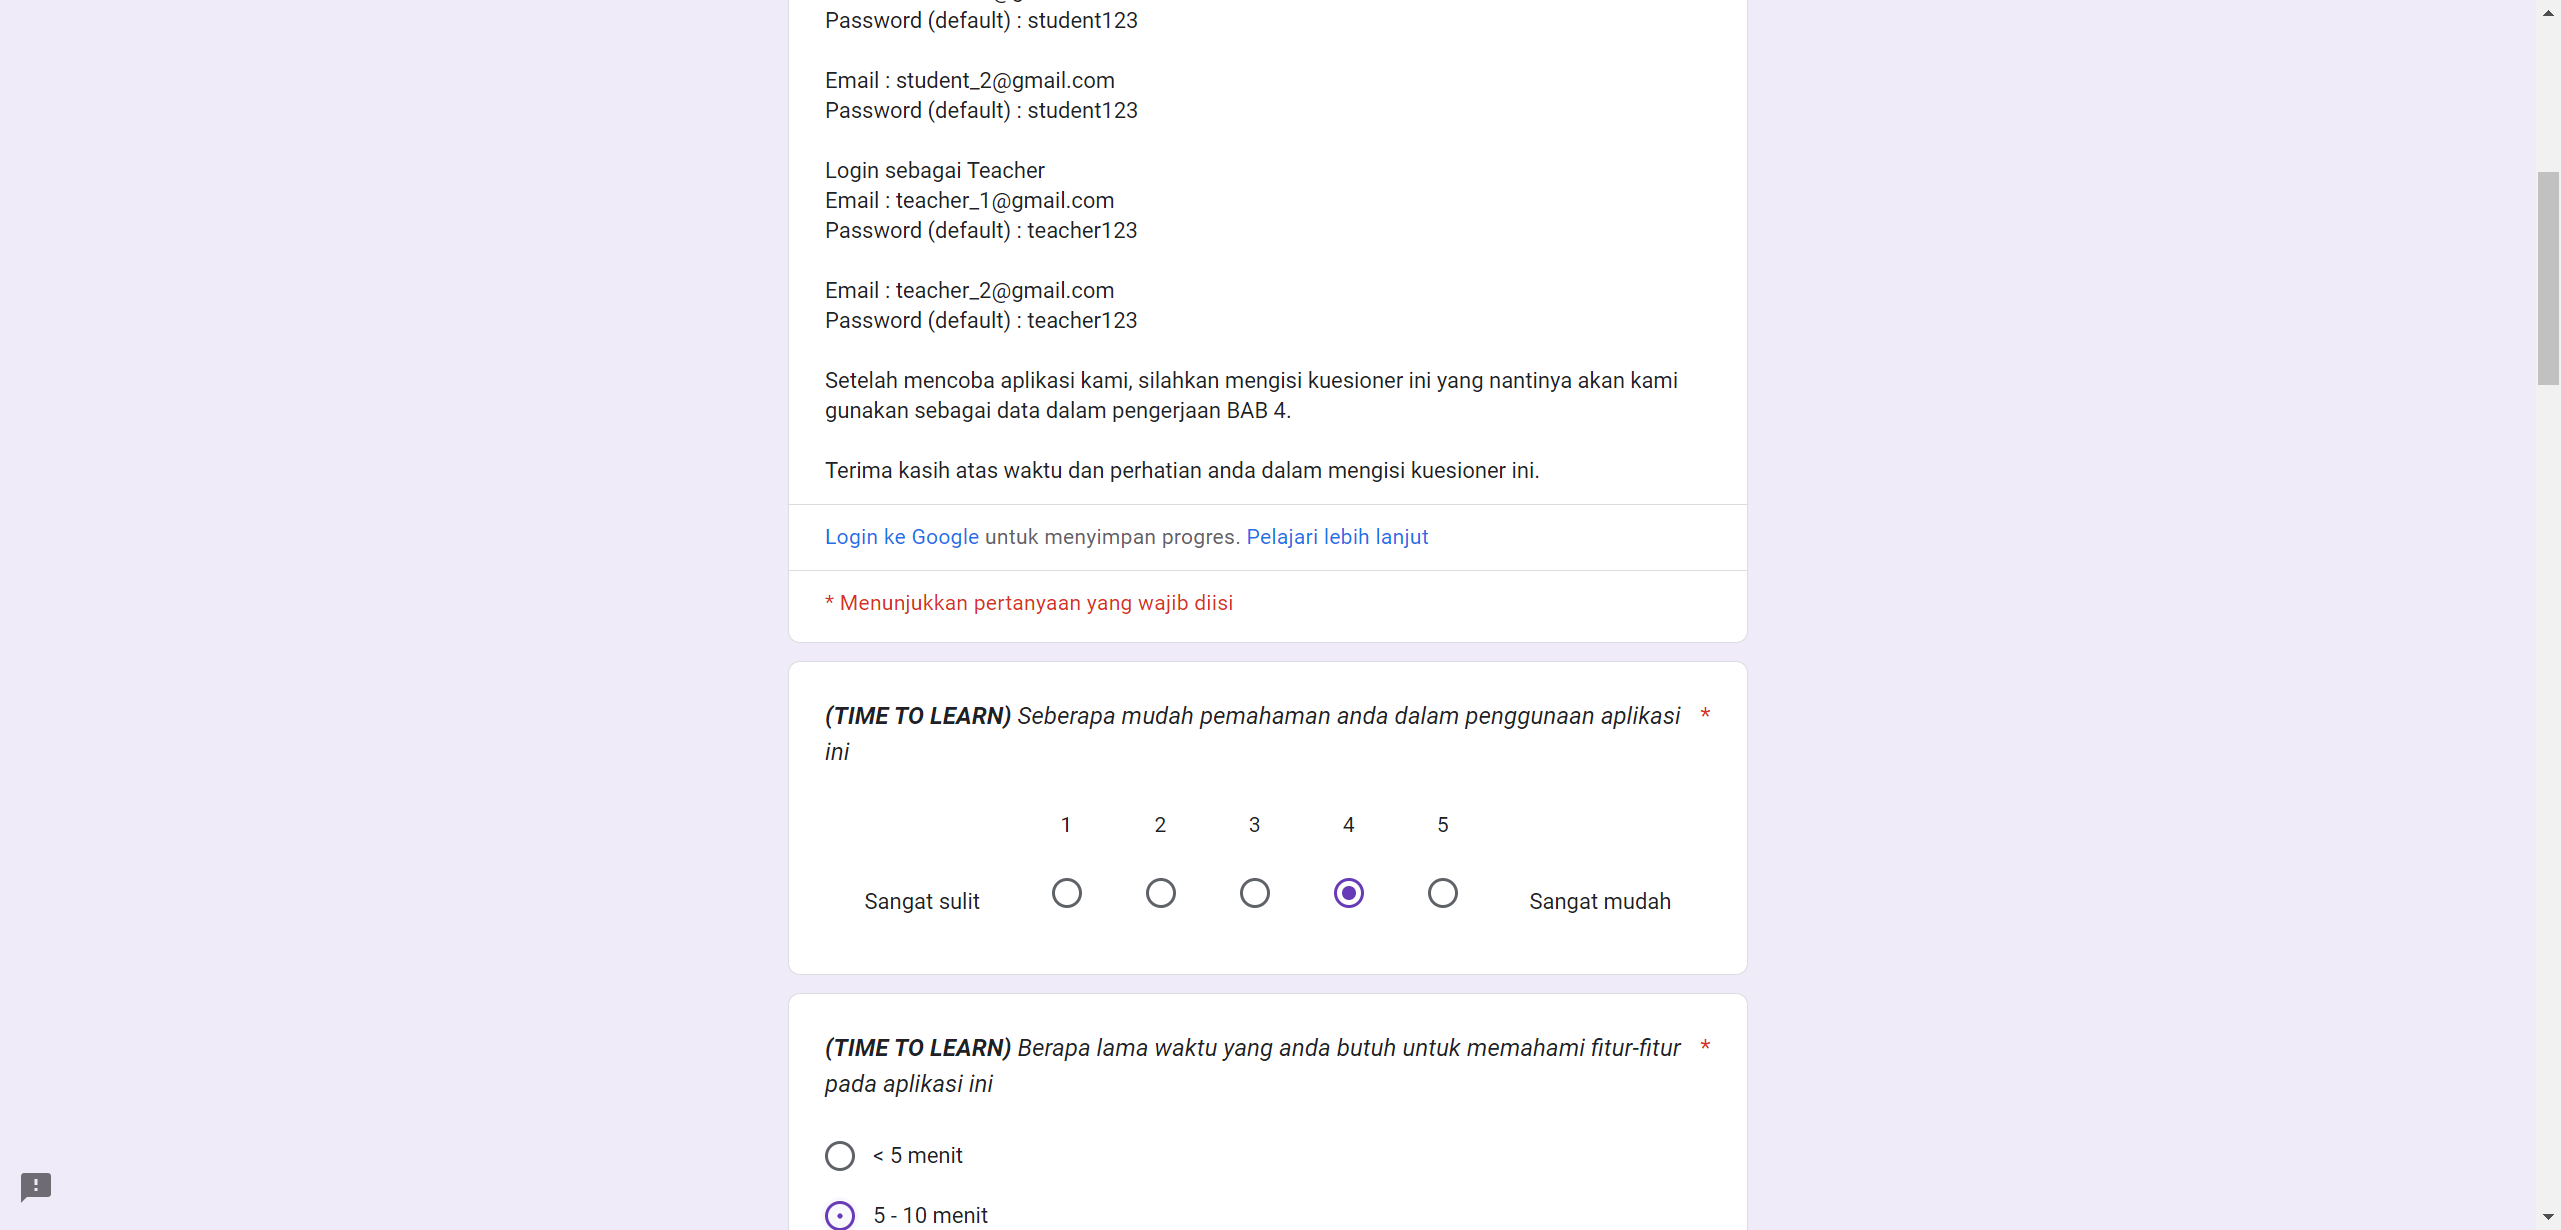 Password (default) : student123
Email : student_2@gmail.com
Password (default) : student123
Login sebagai Teacher
Email : teacher_1@gmail.com
Password (default) : teacher123
Email : teacher_2@gmail.com
Password (default) : teacher123
Setelah mencoba aplikasi kami, silahkan mengisi kuesioner ini yang nantinya akan kami
gunakan sebagai data dalam pengerjaan BAB 4.
Terima kasih atas waktu dan perhatian anda dalam mengisi kuesioner ini.
Login ke Google untuk menyimpan progres. Pelajari lebih lanjut
* Menunjukkan pertanyaan yang wajib diisi
(TIME TO LEARN) Seberapa mudah pemahaman anda dalam penggunaan aplikasi *
ini
1 2 3 4 5
Sangat sulit Sangat mudah
(TIME TO LEARN) Berapa lama waktu yang anda butuh untuk memahami fitur-fitur *
pada aplikasi ini
< 5 menit
5 - 10 menit